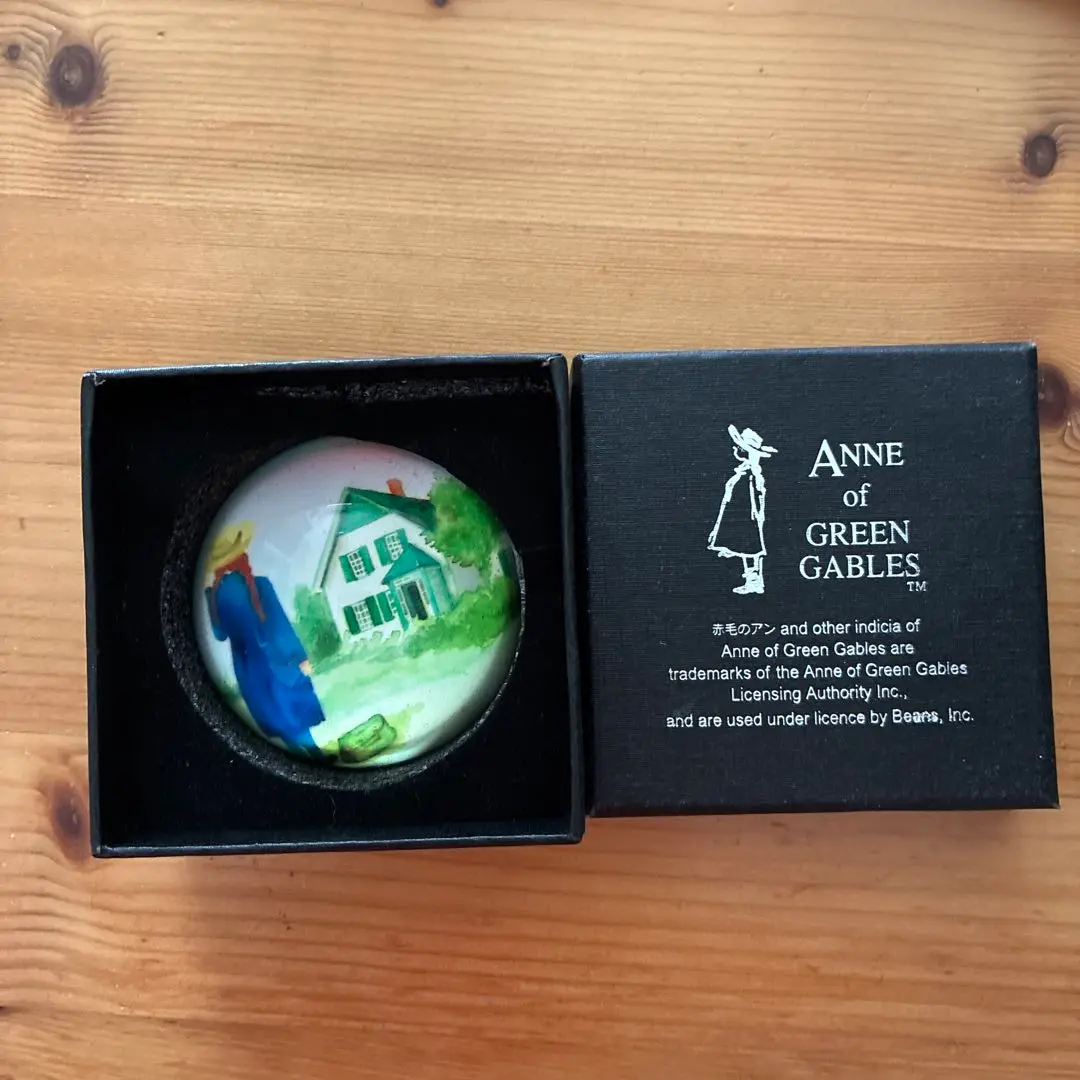 ANNE
of
GREEN
GABLES
TM
赤毛のアン and other indicia of
Anne of Green Gables are
trademarks of the Anne of Green Gables
Licensing Authority Inc.,
and are used under licence by Beans, Inc.